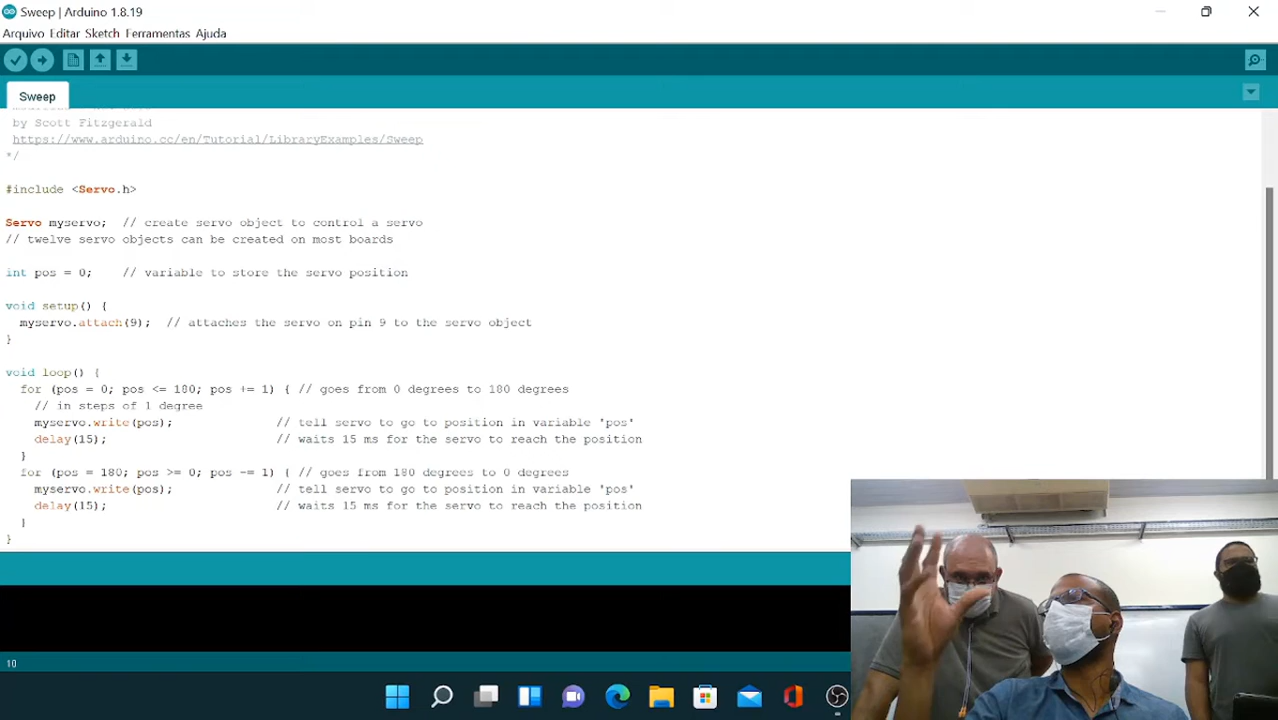 Sweep | Arduino 1.8.19
Arquivo Editar Sketch Ferramentas Ajuda
Sweep
by Scott Fitzgerald
https://www.arduino.cc/en/Tutorial/LibraryExamples/Sweep
*/
#include <Servo.h>
Servo myservo;  // create servo object to control a servo
// twelve servo objects can be created on most boards
int pos = 0;    // variable to store the servo position
void setup() {
  myservo.attach(9);  // attaches the servo on pin 9 to the servo object
}
void loop() {
  for (pos = 0; pos <= 180; pos += 1) { // goes from 0 degrees to 180 degrees
    // in steps of 1 degree
    myservo.write(pos);              // tell servo to go to position in variable 'pos'
    delay(15);                       // waits 15 ms for the servo to reach the position
  }
  for (pos = 180; pos >= 0; pos -= 1) { // goes from 180 degrees to 0 degrees
    myservo.write(pos);              // tell servo to go to position in variable 'pos'
    delay(15);                       // waits 15 ms for the servo to reach the position
  }
}
10